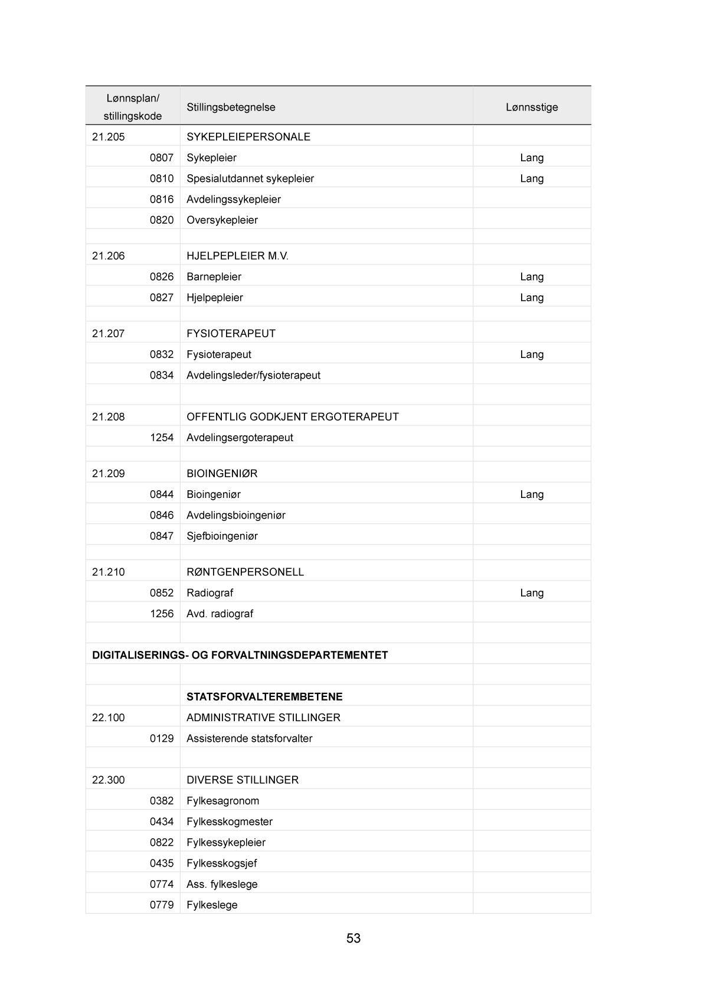 Lønnsplan/
stillingskode
Stillingsbetegnelse
Lønnsstige
21.205 SYKEPLEIEPERSONALE
0807 Sykepleier Lang
0810 Spesialutdannet sykepleier Lang
0816 Avdelingssykepleier
0820 Oversykepleier
21.206 HJELPEPLEIER M.V.
0826 Barnepleier Lang
0827 Hjelpepleier Lang
21.207 FYSIOTERAPEUT
0832 Fysioterapeut Lang
0834 Avdelingsleder/fysioterapeut
21.208 OFFENTLIG GODKJENT ERGOTERAPEUT
1254 Avdelingsergoterapeut
21.209 BIOINGENIØR
0844 Bioingeniør Lang
0846 Avdelingsbioingeniør
0847 Sjefbioingeniør
21.210 RØNTGENPERSONELL
0852 Radiograf Lang
1256 Avd. radiograf
DIGITALISERINGS- OG FORVALTNINGSDEPARTEMENTET
STATSFORVALTEREMBETENE
22.100 ADMINISTRATIVE STILLINGER
0129 Assisterende statsforvalter
22.300 DIVERSE STILLINGER
0382 Fylkesagronom
0434 Fylkesskogmester
0822 Fylkessykepleier
0435 Fylkesskogsjef
0774 Ass. fylkeslege
0779 Fylkeslege
53